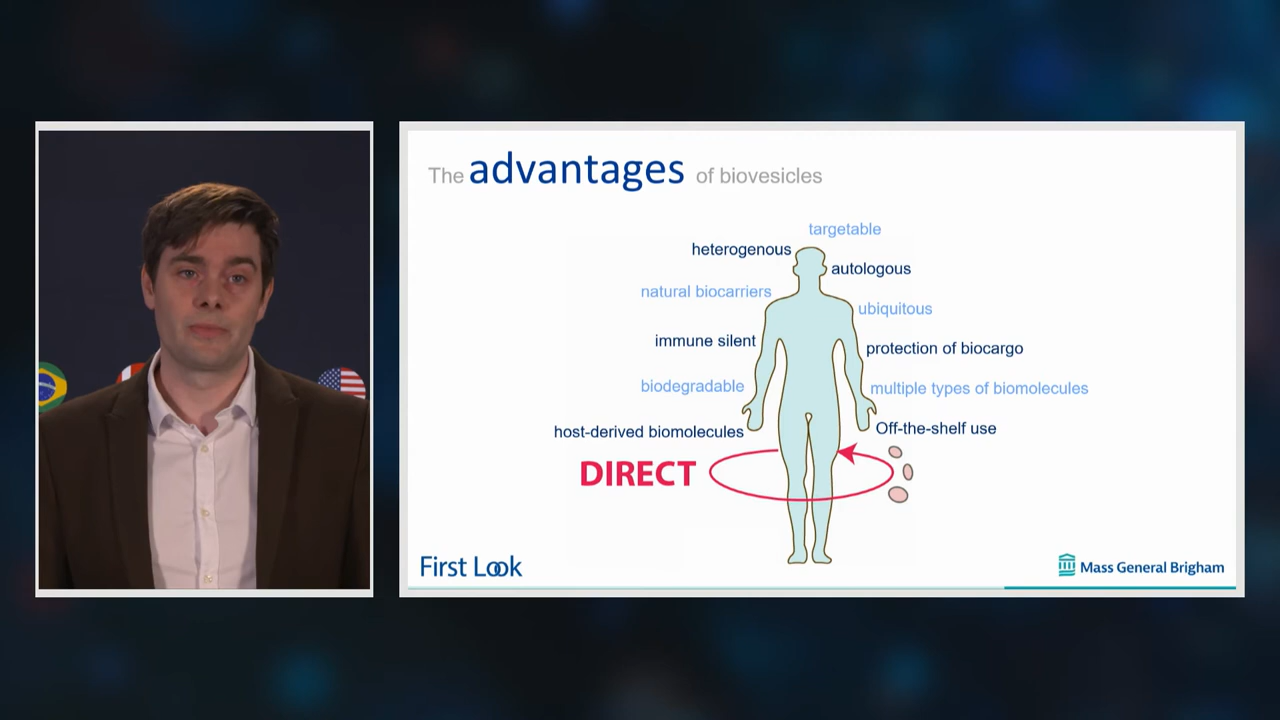 The advantages of biovesicles
targetable
heterogenous
autologous
natural biocarriers
ubiquitous
immune silent
protection of biocargo
biodegradable
multiple types of biomolecules
host-derived biomolecules
Off-the-shelf use
DIRECT
First Look
Mass General Brigham